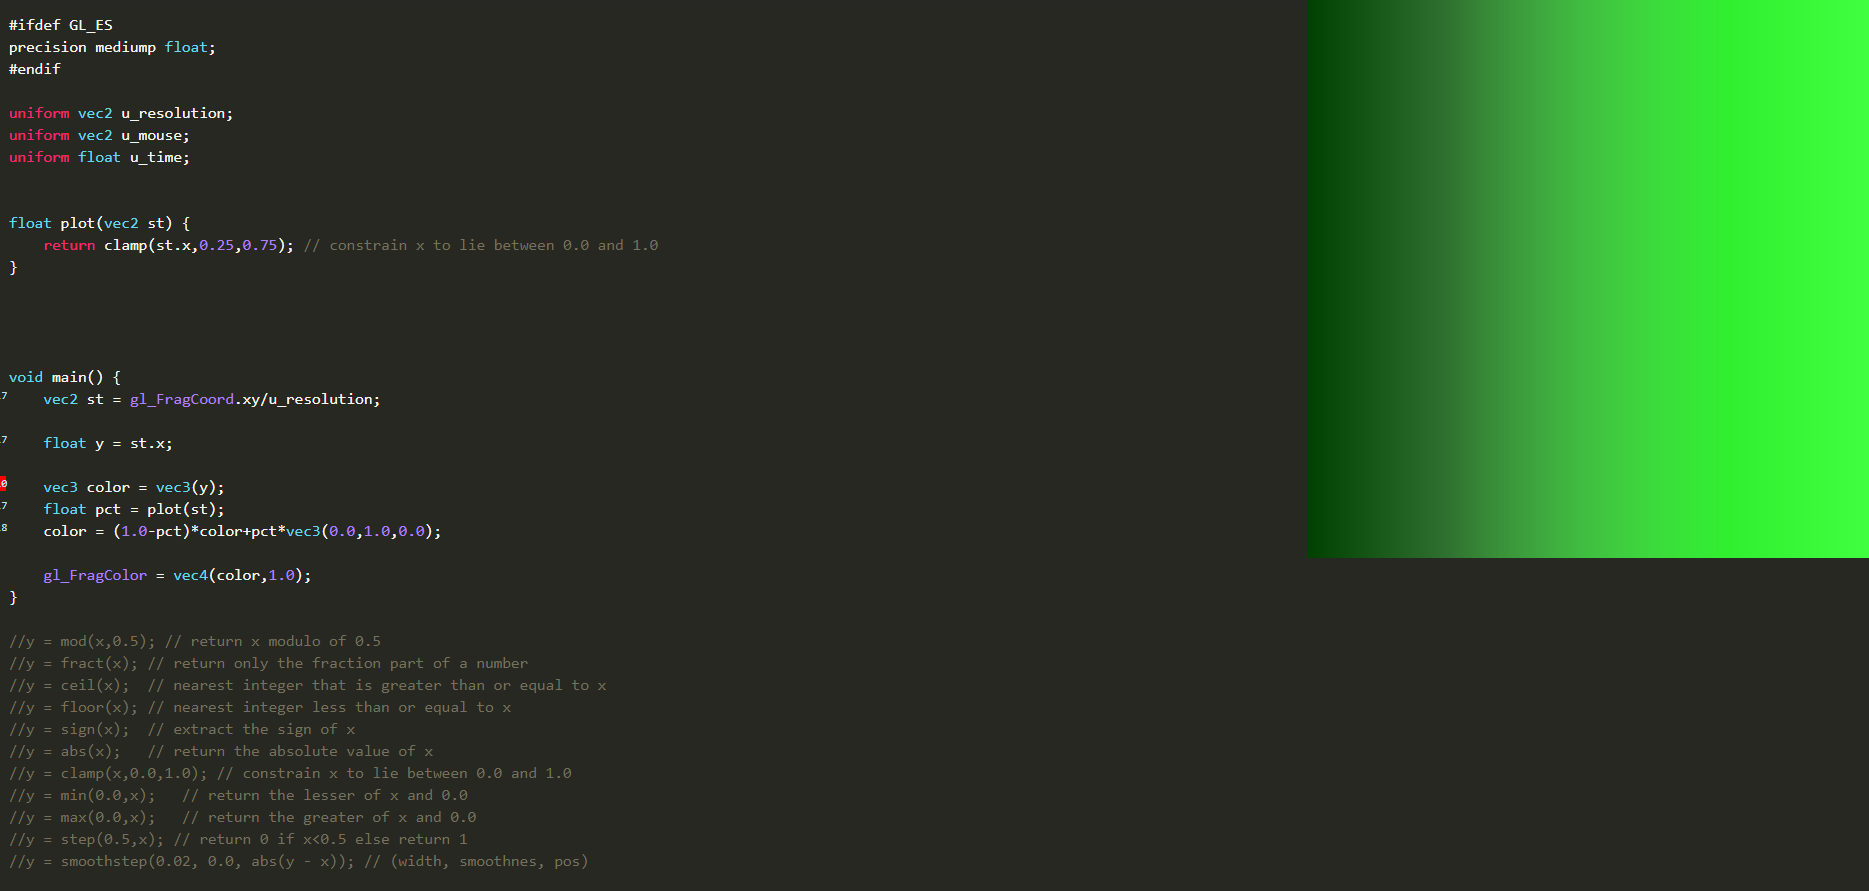 #ifdef GL_ES
precision mediump float;
#endif
uniform vec2 u_resolution;
uniform vec2 u_mouse;
uniform float u_time;
float plot(vec2 st) {
return clamp(st.x,0.25,0.75); // constrain x to lie between 0.0 and 1.0
}
void main() {
vec2 st = gl_FragCoord.xy/u_resolution;
float y = st.x;
vec3 color = vec3(y);
float pct = plot(st);
color = (1.0-pct)*color+pct*vec3(0.0,1.0,0.0);
gl_FragColor = vec4(color,1.0);
}
//y = mod(x,0.5); // return x modulo of 0.5
//y = fract(x); // return only the fraction part of a number
//y = ceil(x);  // nearest integer that is greater than or equal to x
//y = floor(x); // nearest integer less than or equal to x
//y = sign(x);  // extract the sign of x
//y = abs(x);   // return the absolute value of x
//y = clamp(x,0.0,1.0); // constrain x to lie between 0.0 and 1.0
//y = min(0.0,x);   // return the lesser of x and 0.0
//y = max(0.0,x);   // return the greater of x and 0.0
//y = step(0.5,x); // return 0 if x<0.5 else return 1
//y = smoothstep(0.02, 0.0, abs(y - x)); // (width, smoothnes, pos)